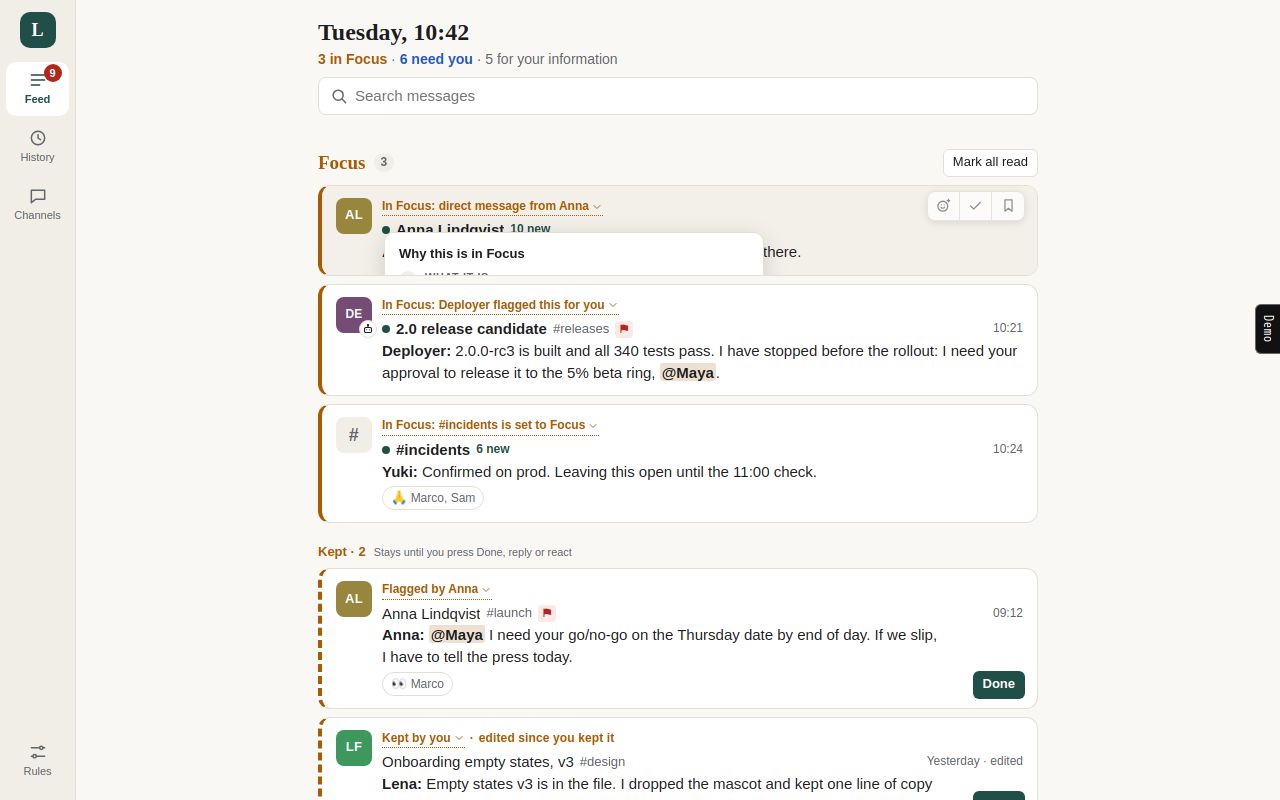 L
Tuesday, 10:42
3 in Focus · 6 need you · 5 for your information
9
Feed
Search messages
History
Focus 3
Mark all read
Channels
AL
In Focus: direct message from Anna
Anna Lindqvist 10 new
there.
Why this is in Focus
WHAT IT IS
DE
In Focus: Deployer flagged this for you
2.0 release candidate #releases 10:21
Deployer: 2.0.0-rc3 is built and all 340 tests pass. I have stopped before the rollout: I need your
approval to release it to the 5% beta ring, @Maya.
Demo
#
In Focus: #incidents is set to Focus
#incidents 6 new 10:24
Yuki: Confirmed on prod. Leaving this open until the 11:00 check.
🙏 Marco, Sam
Kept · 2 Stays until you press Done, reply or react
AL
Flagged by Anna
Anna Lindqvist #launch 09:12
Anna: @Maya I need your go/no-go on the Thursday date by end of day. If we slip,
I have to tell the press today.
👀 Marco
Done
LF
Kept by you · edited since you kept it
Onboarding empty states, v3 #design Yesterday · edited
Lena: Empty states v3 is in the file. I dropped the mascot and kept one line of copy
Rules